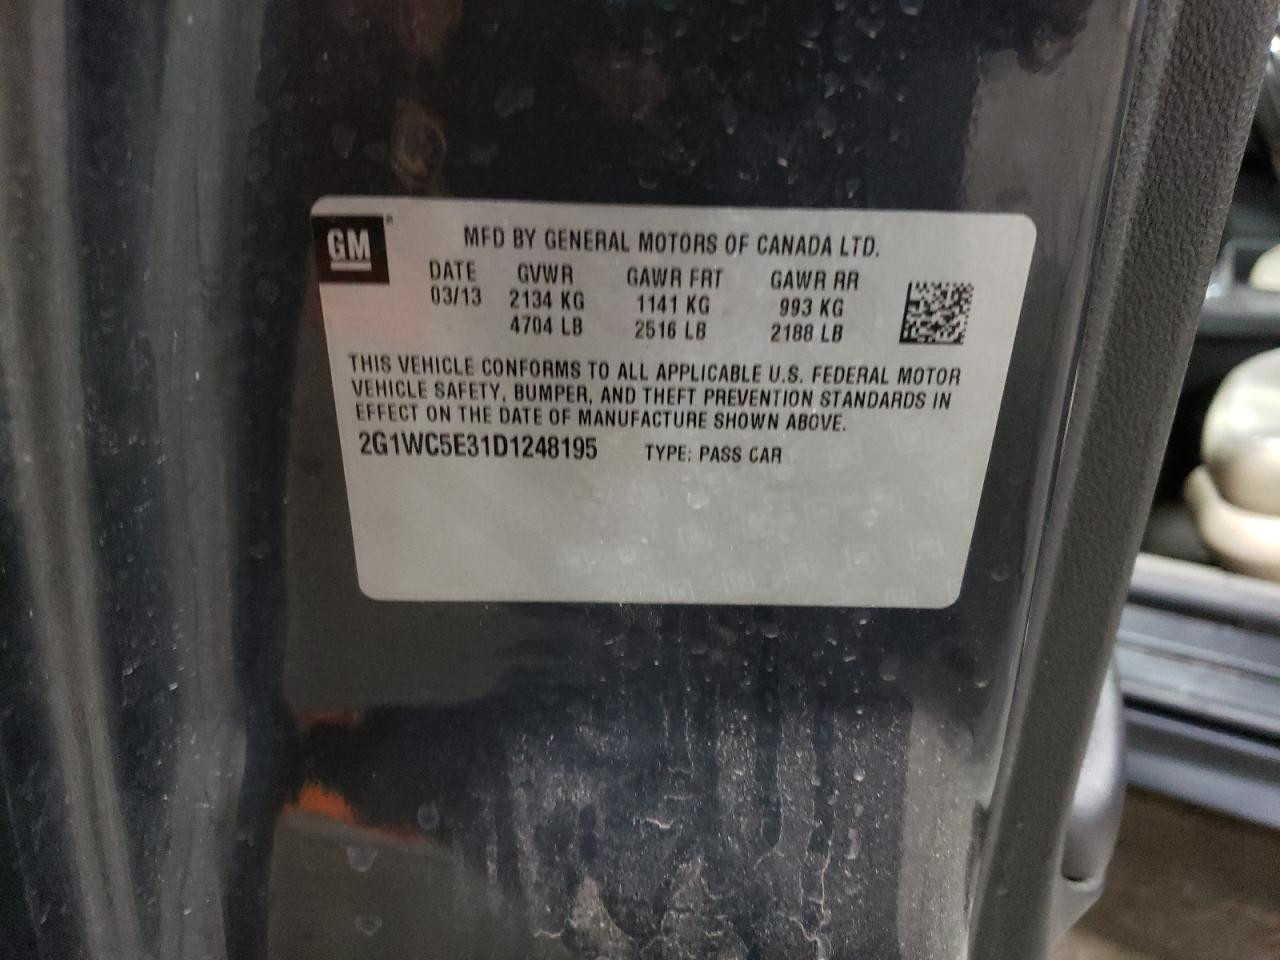 GM
MFD BY GENERAL MOTORS OF CANADA LTD.
DATE GVWR GAWR FRT GAWR RR
03/13 2134 KG 1141 KG 993 KG
4704 LB 2516 LB 2188 LB
THIS VEHICLE CONFORMS TO ALL APPLICABLE U.S. FEDERAL MOTOR
VEHICLE SAFETY, BUMPER, AND THEFT PREVENTION STANDARDS IN
EFFECT ON THE DATE OF MANUFACTURE SHOWN ABOVE.
2G1WC5E31D1248195 TYPE: PASS CAR